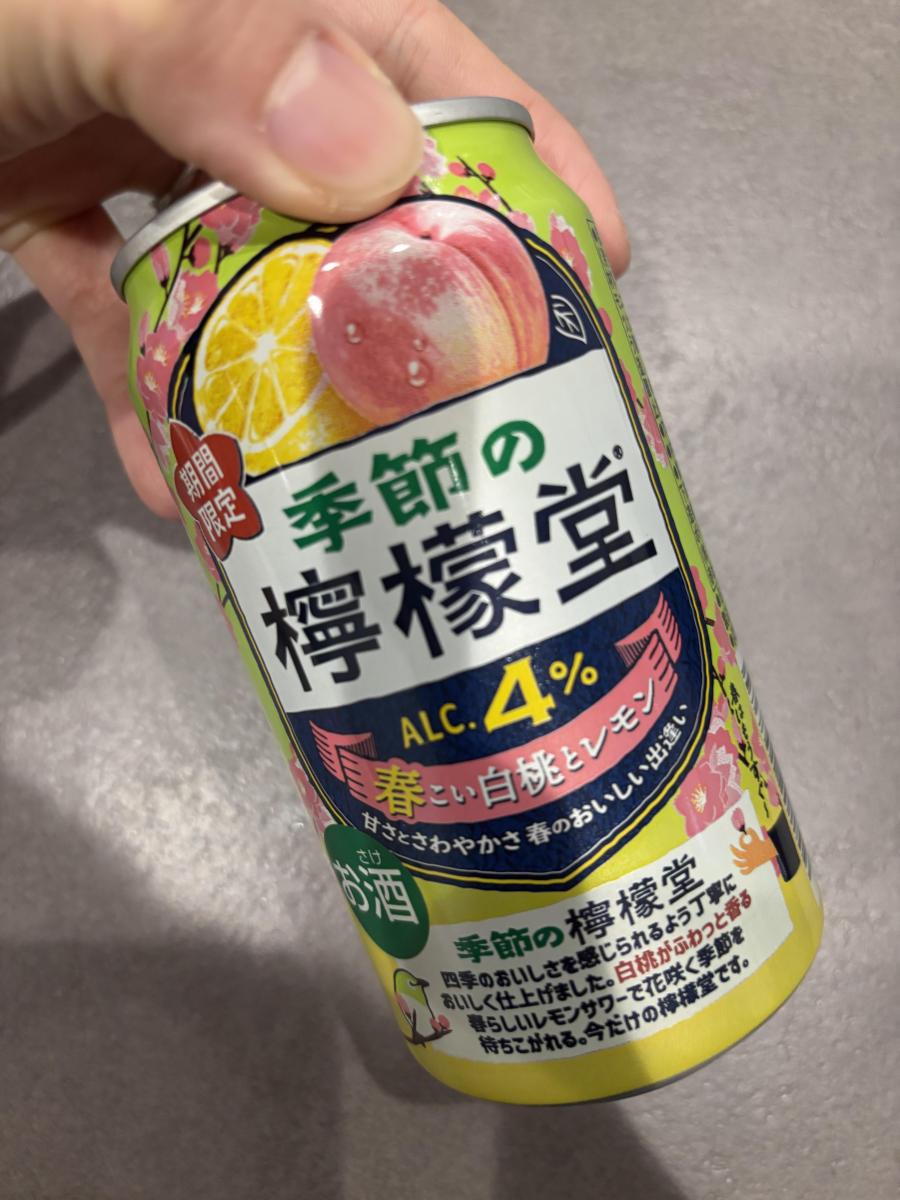 期間
限定
季節の
檸檬堂®
ALC.4%
春こい白桃とレモン
甘さとさわやかさ 春のおいしい出逢い
さけ
お酒
季節の檸檬堂
四季のおいしさを感じられるよう丁寧に
おいしく仕上げました。白桃がふわっと香る
春らしいレモンサワーで花咲く季節を
待ちこがれる。今だけの檸檬堂です。